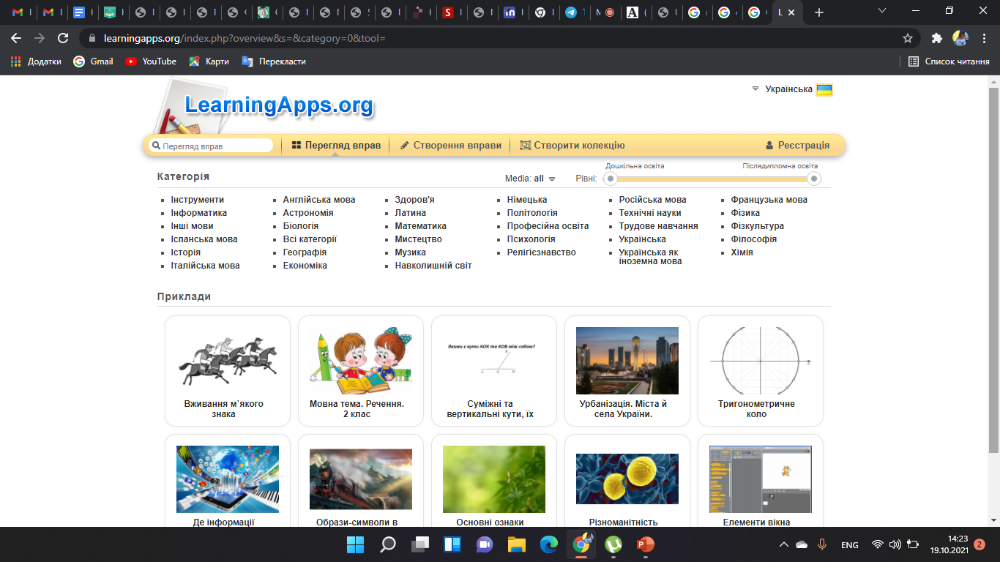 learningapps.org/index.php?overview&s=&category=0&tool=
Додатки Gmail YouTube Карти Перекласти Список читання
LearningApps.org
Українська
Перегляд вправ Перегляд вправ Створення вправи Створити колекцію Реєстрація
Категорія
Media: all Рівні: Дошкільна освіта Післядипломна освіта
Інструменти
Інформатика
Інші мови
Іспанська мова
Історія
Італійська мова
Англійська мова
Астрономія
Біологія
Всі категорії
Географія
Економіка
Здоров'я
Латина
Математика
Мистецтво
Музика
Навколишній світ
Німецька
Політологія
Професійна освіта
Психологія
Релігієзнавство
Російська мова
Технічні науки
Трудове навчання
Українська
Українська як
іноземна мова
Французька мова
Фізика
Фізкультура
Філософія
Хімія
Приклади
Вживання м`якого
знака
Мовна тема. Речення.
2 клас
Якими є кути АОК та КОВ між собою?
Суміжні та
вертикальні кути, їх
Урбанізація. Міста й
села України.
Тригонометричне
коло
Де інформації
Образи-символи в
Основні ознаки
Різноманітність
Елементи вікна
ENG
14:23
19.10.2021
2